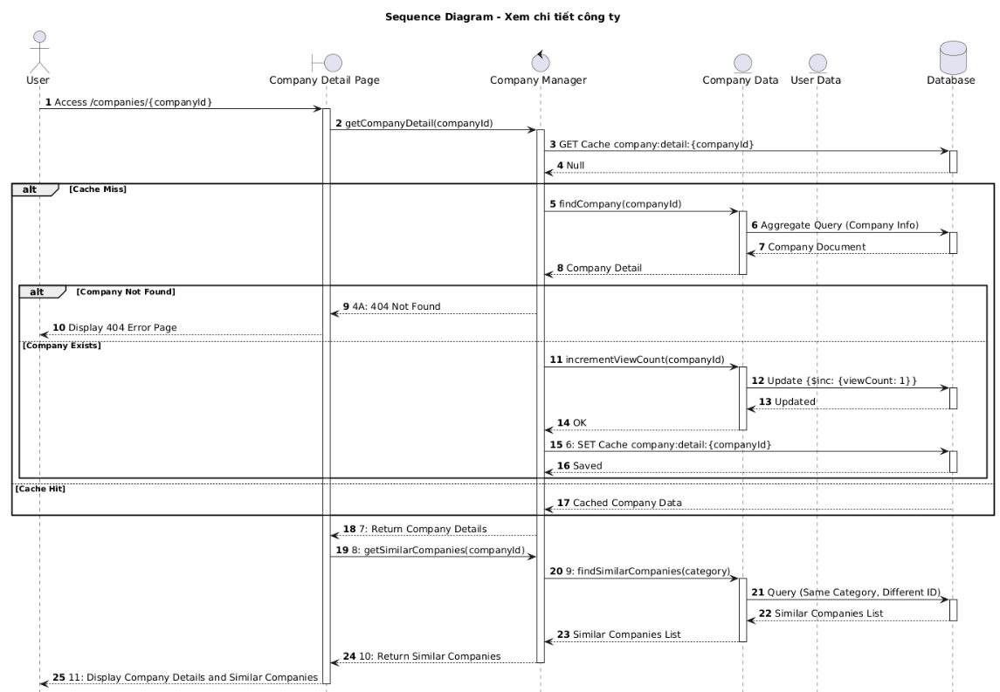 Sequence Diagram - Xem chi tiết công ty
User
Company Detail Page
Company Manager
Company Data
User Data
Database
1 Access /companies/{companyId}
2 getCompanyDetail(companyId)
3 GET Cache company:detail:{companyId}
4 Null
alt [Cache Miss]
5 findCompany(companyId)
6 Aggregate Query (Company Info)
7 Company Document
8 Company Detail
alt [Company Not Found]
9 4A: 404 Not Found
10 Display 404 Error Page
[Company Exists]
11 incrementViewCount(companyId)
12 Update {$inc: {viewCount: 1}}
13 Updated
14 OK
15 6: SET Cache company:detail:{companyId}
16 Saved
[Cache Hit]
17 Cached Company Data
18 7: Return Company Details
19 8: getSimilarCompanies(companyId)
20 9: findSimilarCompanies(category)
21 Query (Same Category, Different ID)
22 Similar Companies List
23 Similar Companies List
24 10: Return Similar Companies
25 11: Display Company Details and Similar Companies